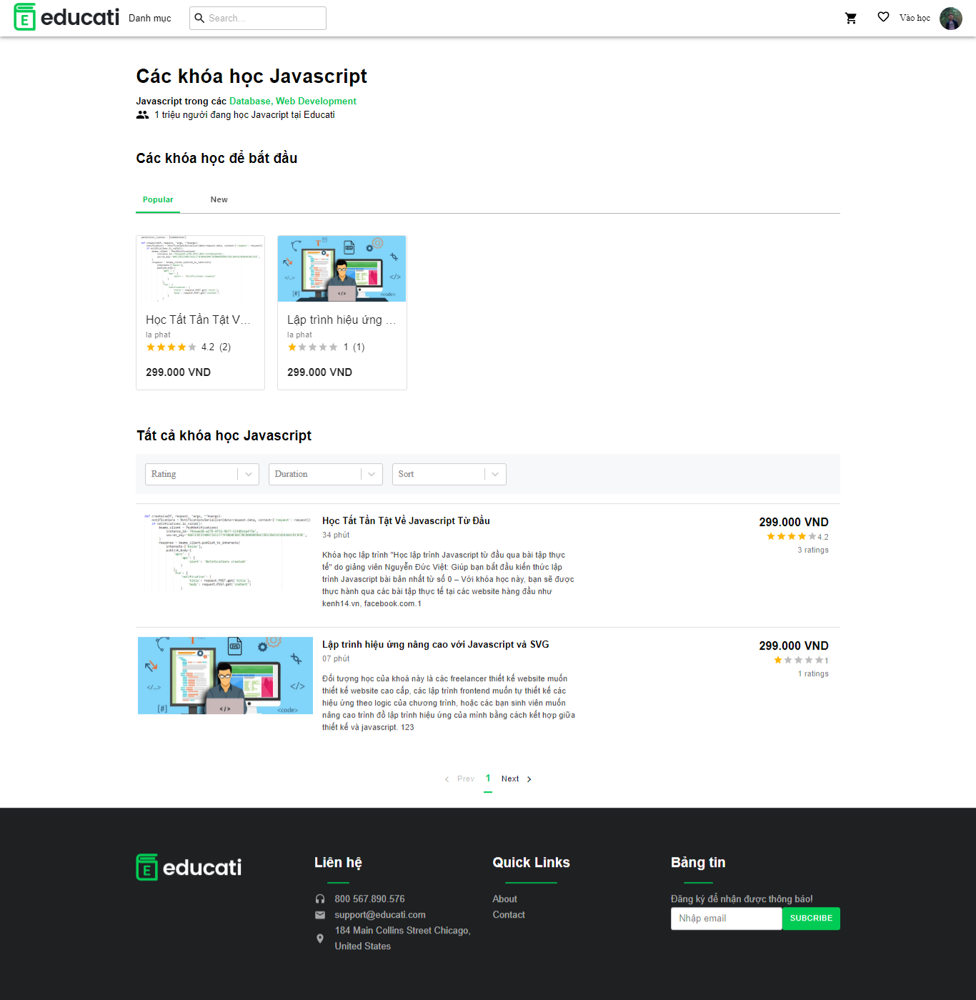 educati Danh mục Search... Vào học
Các khóa học Javascript
Javascript trong các Database, Web Development
1 triệu người đang học Javacript tại Educati
Các khóa học để bắt đầu
Popular New
Học Tất Tần Tật V...
la phat
4.2 (2)
299.000 VND
Lập trình hiệu ứng ...
la phat
1 (1)
299.000 VND
Tất cả khóa học Javascript
Rating Duration Sort
Học Tất Tần Tật Về Javascript Từ Đầu
34 phút
Khóa học lập trình "Học lập trình Javascript từ đầu qua bài tập thực
tế" do giảng viên Nguyễn Đức Việt: Giúp bạn bắt đầu kiến thức lập
trình Javascript bài bản nhất từ số 0 – Với khóa học này, bạn sẽ được
thực hành qua các bài tập thực tế tại các website hàng đầu như
kenh14.vn, facebook.com.1
299.000 VND
4.2
3 ratings
Lập trình hiệu ứng nâng cao với Javascript và SVG
07 phút
Đối tượng học của khoá này là các freelancer thiết kế website muốn
thiết kế website cao cấp, các lập trình frontend muốn tự thiết kế các
hiệu ứng theo logic của chương trình, hoặc các bạn sinh viên muốn
nâng cao trình đồ lập trình hiệu ứng của mình bằng cách kết hợp giữa
thiết kế và javascript. 123
299.000 VND
1
1 ratings
Prev 1 Next
educati
Liên hệ
800 567.890.576
support@educati.com
184 Main Collins Street Chicago,
United States
Quick Links
About
Contact
Bảng tin
Đăng ký để nhận được thông báo!
Nhập email SUBCRIBE